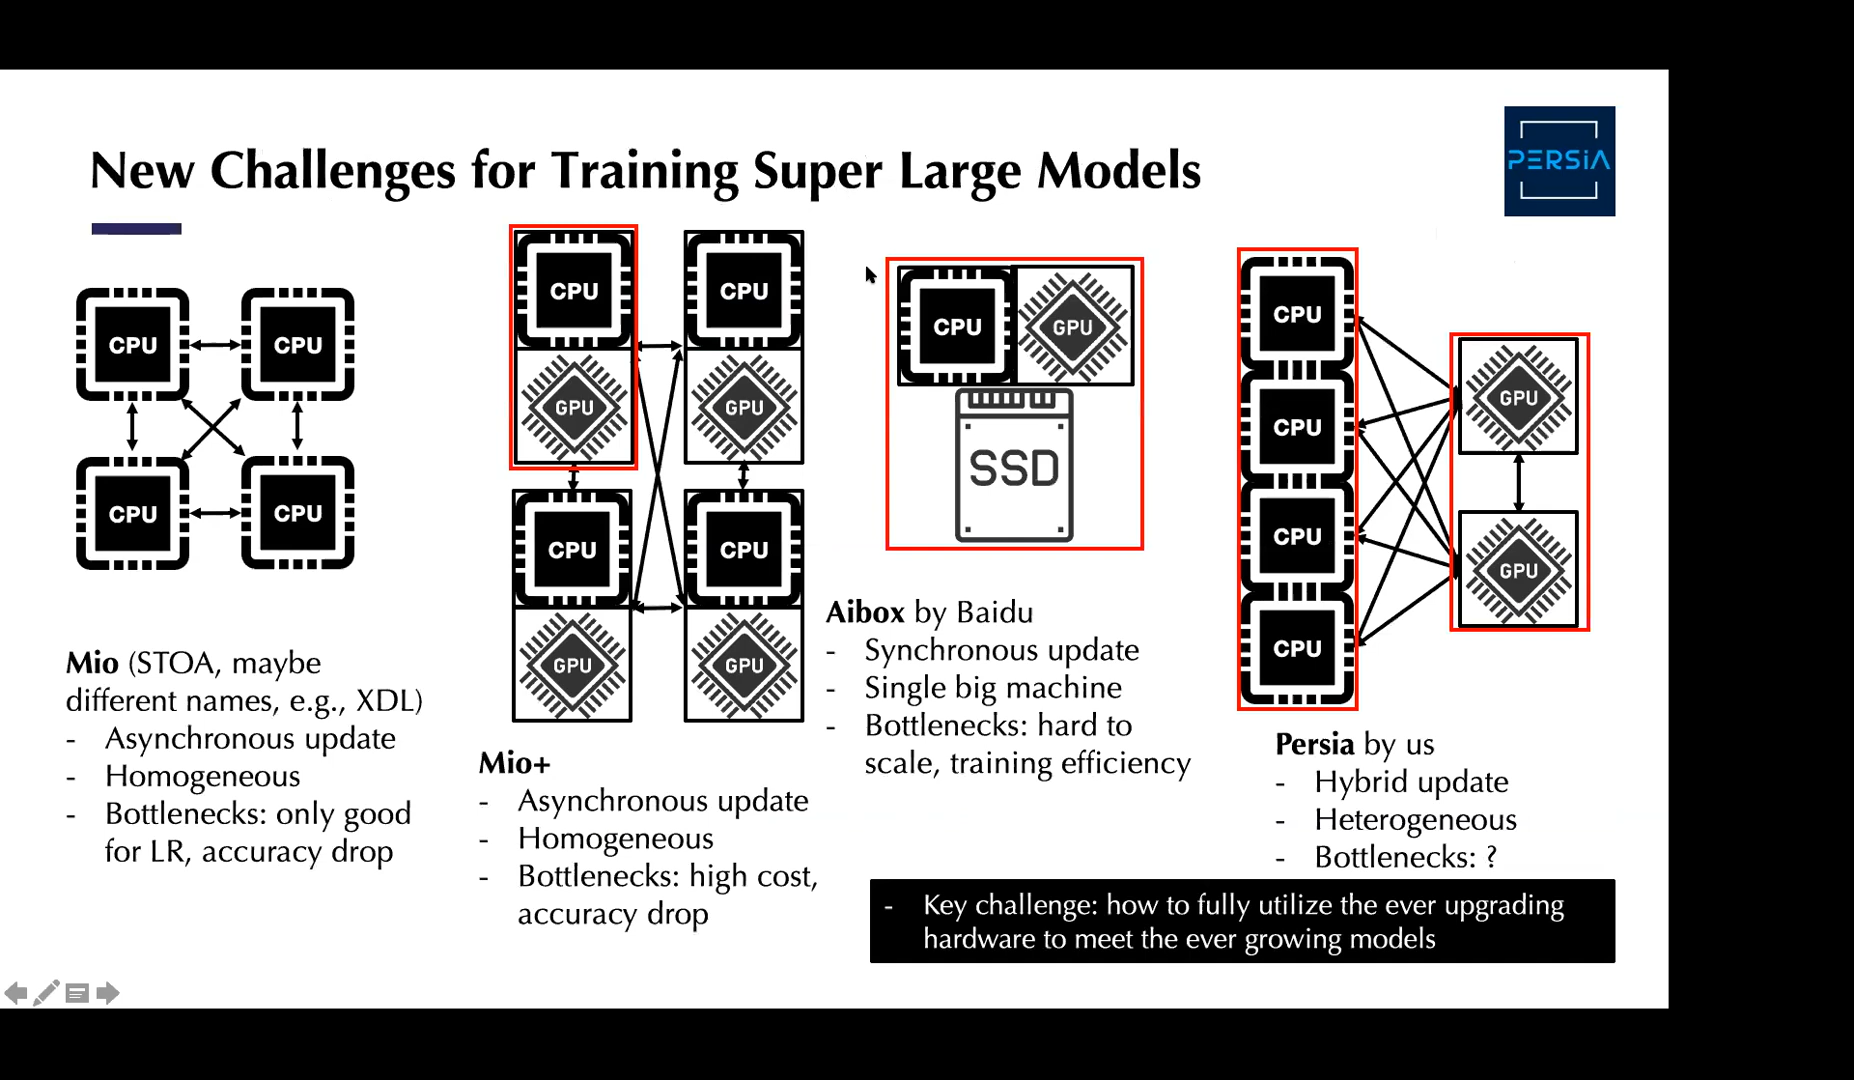 New Challenges for Training Super Large Models
PERSiA
CPU
CPU
CPU
CPU
Mio (STOA, maybe
different names, e.g., XDL)
- Asynchronous update
- Homogeneous
- Bottlenecks: only good
for LR, accuracy drop
CPU
CPU
GPU
GPU
CPU
CPU
GPU
GPU
Mio+
- Asynchronous update
- Homogeneous
- Bottlenecks: high cost,
accuracy drop
CPU
GPU
SSD
Aibox by Baidu
- Synchronous update
- Single big machine
- Bottlenecks: hard to
scale, training efficiency
CPU
CPU
CPU
CPU
GPU
GPU
Persia by us
- Hybrid update
- Heterogeneous
- Bottlenecks: ?
- Key challenge: how to fully utilize the ever upgrading
hardware to meet the ever growing models